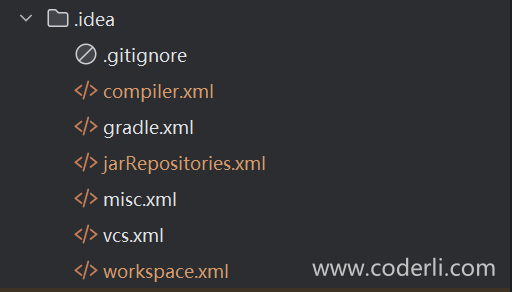 .idea
.gitignore
compiler.xml
gradle.xml
jarRepositories.xml
misc.xml
vcs.xml
workspace.xml
www.coderli.com